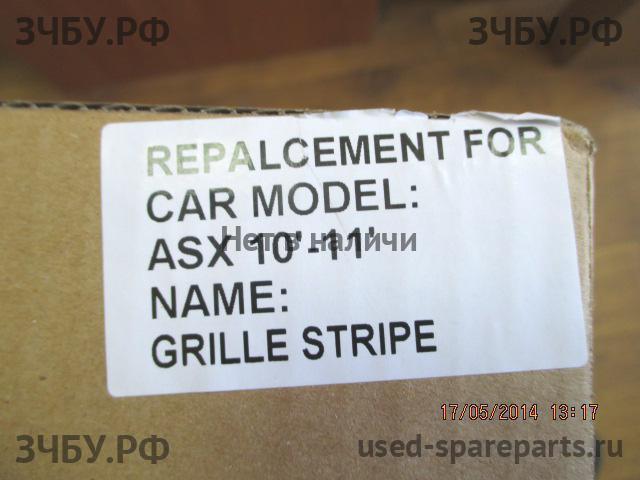 ЗЧБУ.РФ
ЗЧБУ.РФ
REPALCEMENT FOR
CAR MODEL:
ASX 10'-11'
Нет в наличи
NAME:
GRILLE STRIPE
17/05/2014 13:17
ЗЧБУ.РФ
used-spareparts.ru